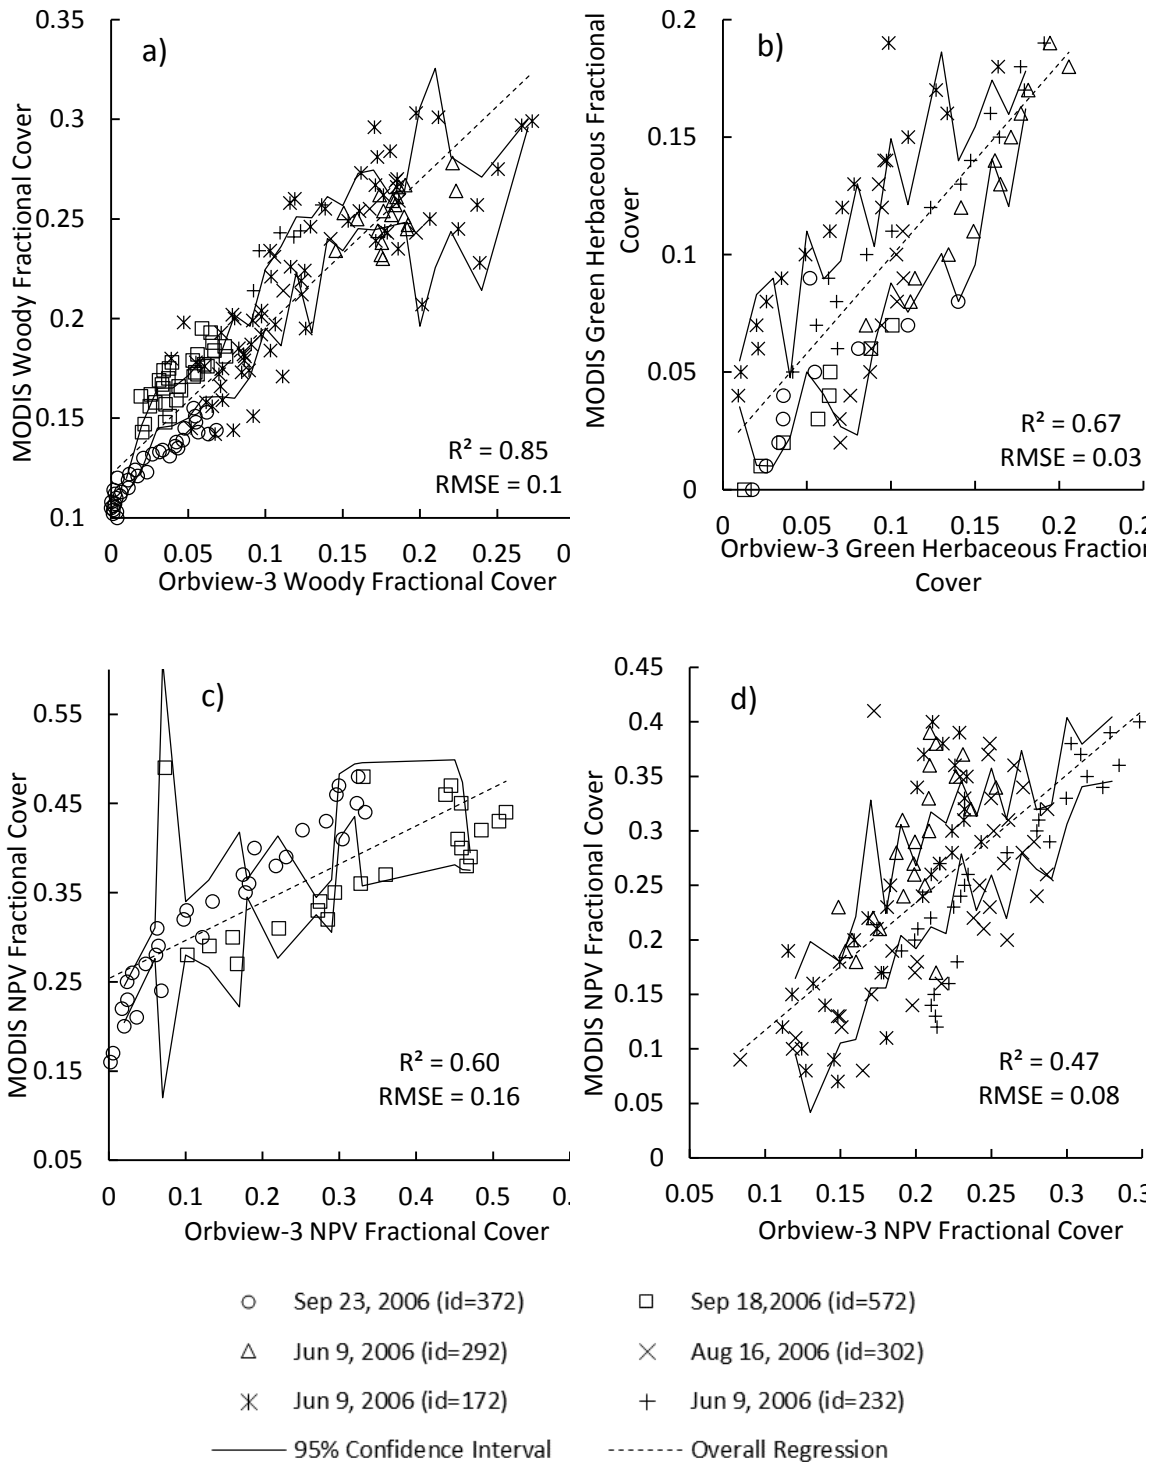 a)
0.35
0.3
0.25
0.2
0.15
0.1
MODIS Woody Fractional Cover
R² = 0.85
RMSE = 0.1
0 0.05 0.1 0.15 0.2 0.25 0
Orbview-3 Woody Fractional Cover
b)
0.2
0.15
0.1
0.05
0
MODIS Green Herbaceous Fractional
Cover
R² = 0.67
RMSE = 0.03
0 0.05 0.1 0.15 0.2 0.2
Orbview-3 Green Herbaceous Fraction
Cover
c)
0.55
0.45
0.35
0.25
0.15
0.05
MODIS NPV Fractional Cover
R² = 0.60
RMSE = 0.16
0 0.1 0.2 0.3 0.4 0.5 0.
Orbview-3 NPV Fractional Cover
d)
0.45
0.4
0.35
0.3
0.25
0.2
0.15
0.1
0.05
0
MODIS NPV Fractional Cover
R² = 0.47
RMSE = 0.08
0.05 0.1 0.15 0.2 0.25 0.3 0.3
Orbview-3 NPV Fractional Cover
Sep 23, 2006 (id=372)
Sep 18,2006 (id=572)
Jun 9, 2006 (id=292)
Aug 16, 2006 (id=302)
Jun 9, 2006 (id=172)
Jun 9, 2006 (id=232)
95% Confidence Interval
Overall Regression